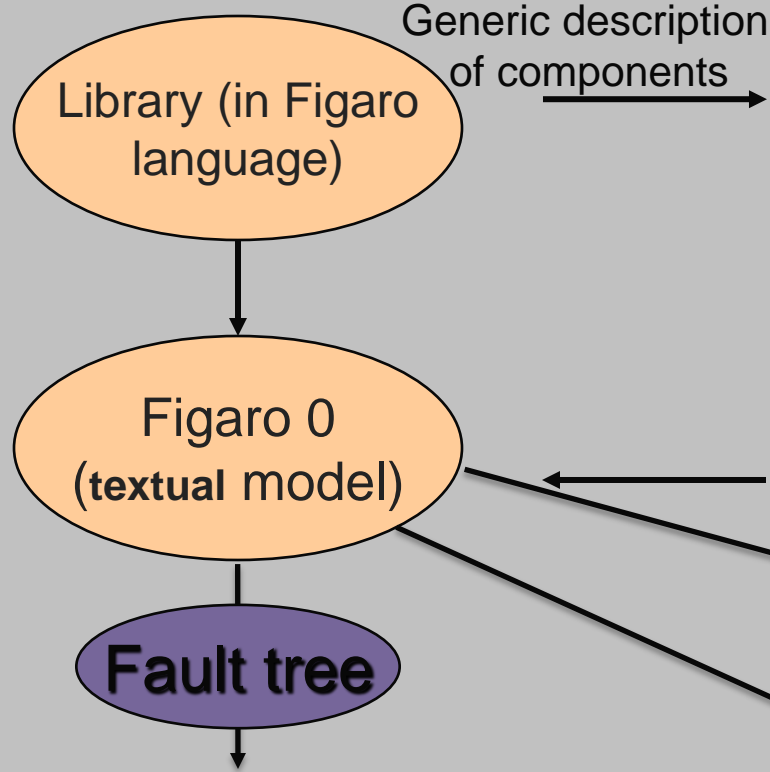 Generic description
of components
Library (in Figaro
language)
Figaro 0
(textual model)
Fault tree